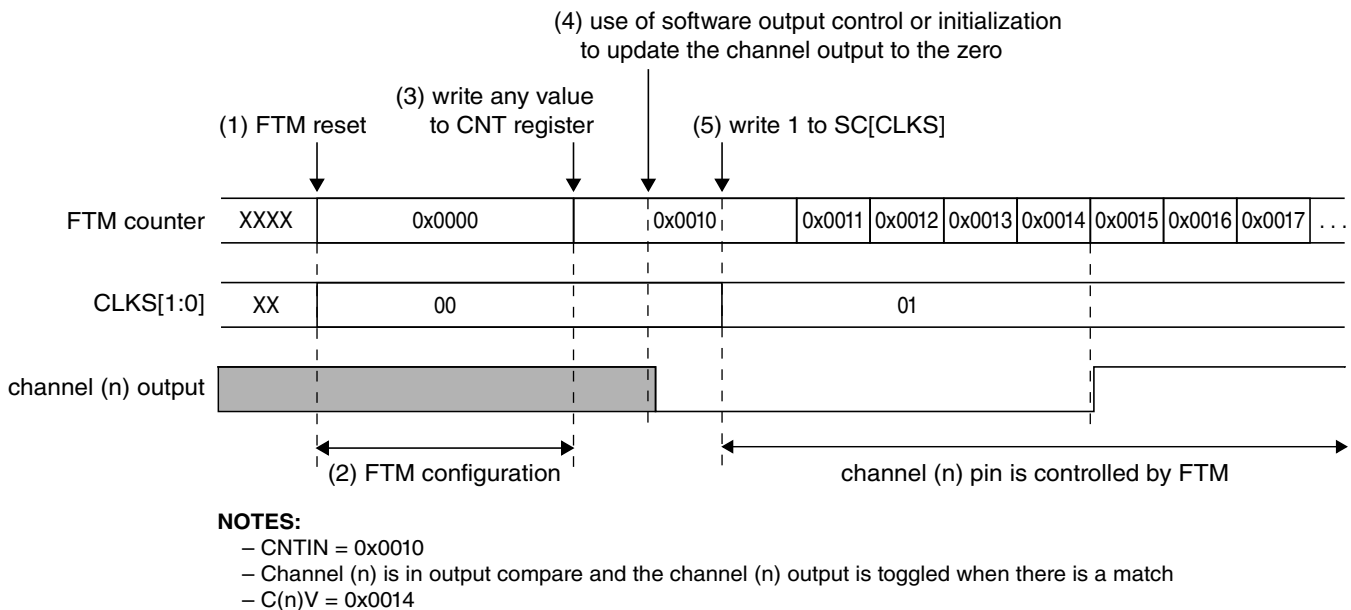 (4) use of software output control or initialization
to update the channel output to the zero
(3) write any value
to CNT register
(1) FTM reset
(5) write 1 to SC[CLKS]
FTM counter
XXXX
0x0000
0x0010
0x0011
0x0012
0x0013
0x0014
0x0015
0x0016
0x0017
. . .
CLKS[1:0]
XX
00
01
channel (n) output
(2) FTM configuration
channel (n) pin is controlled by FTM
NOTES:
– CNTIN = 0x0010
– Channel (n) is in output compare and the channel (n) output is toggled when there is a match
– C(n)V = 0x0014